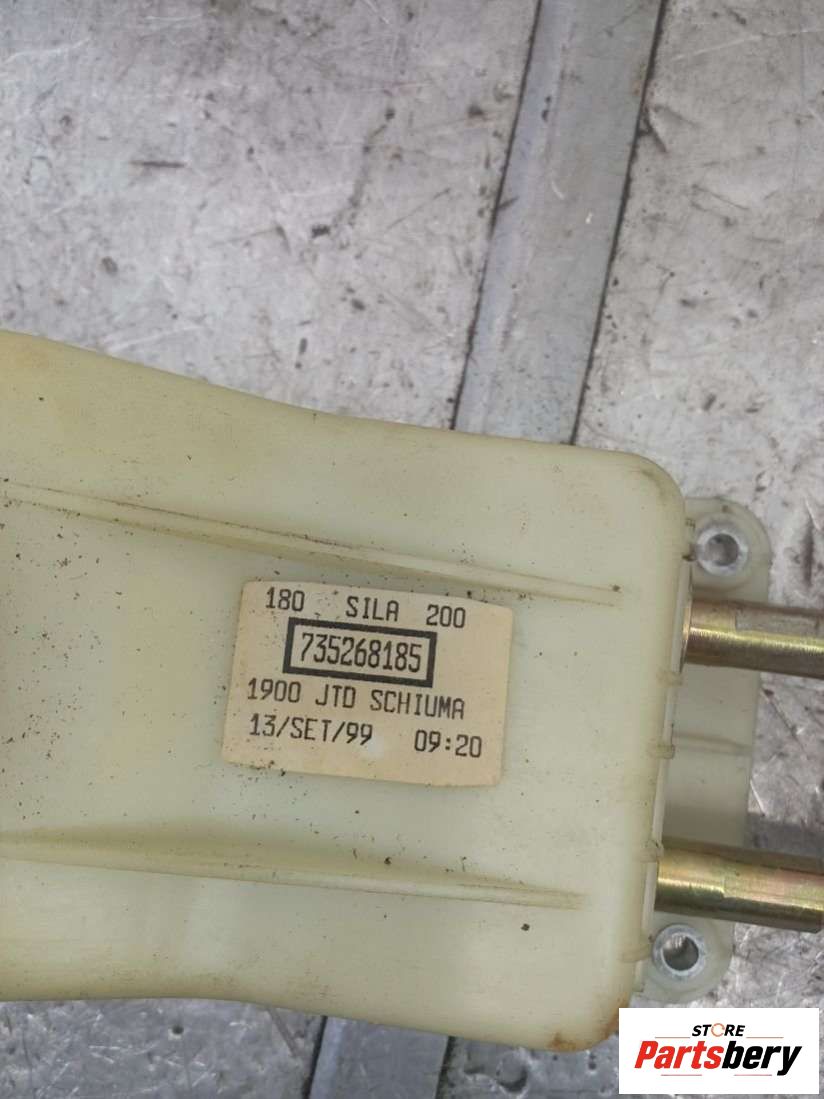 180 SILA 200
735268185
1900 JTD SCHIUMA
13/SET/99 09:20
STORE
Partsbery